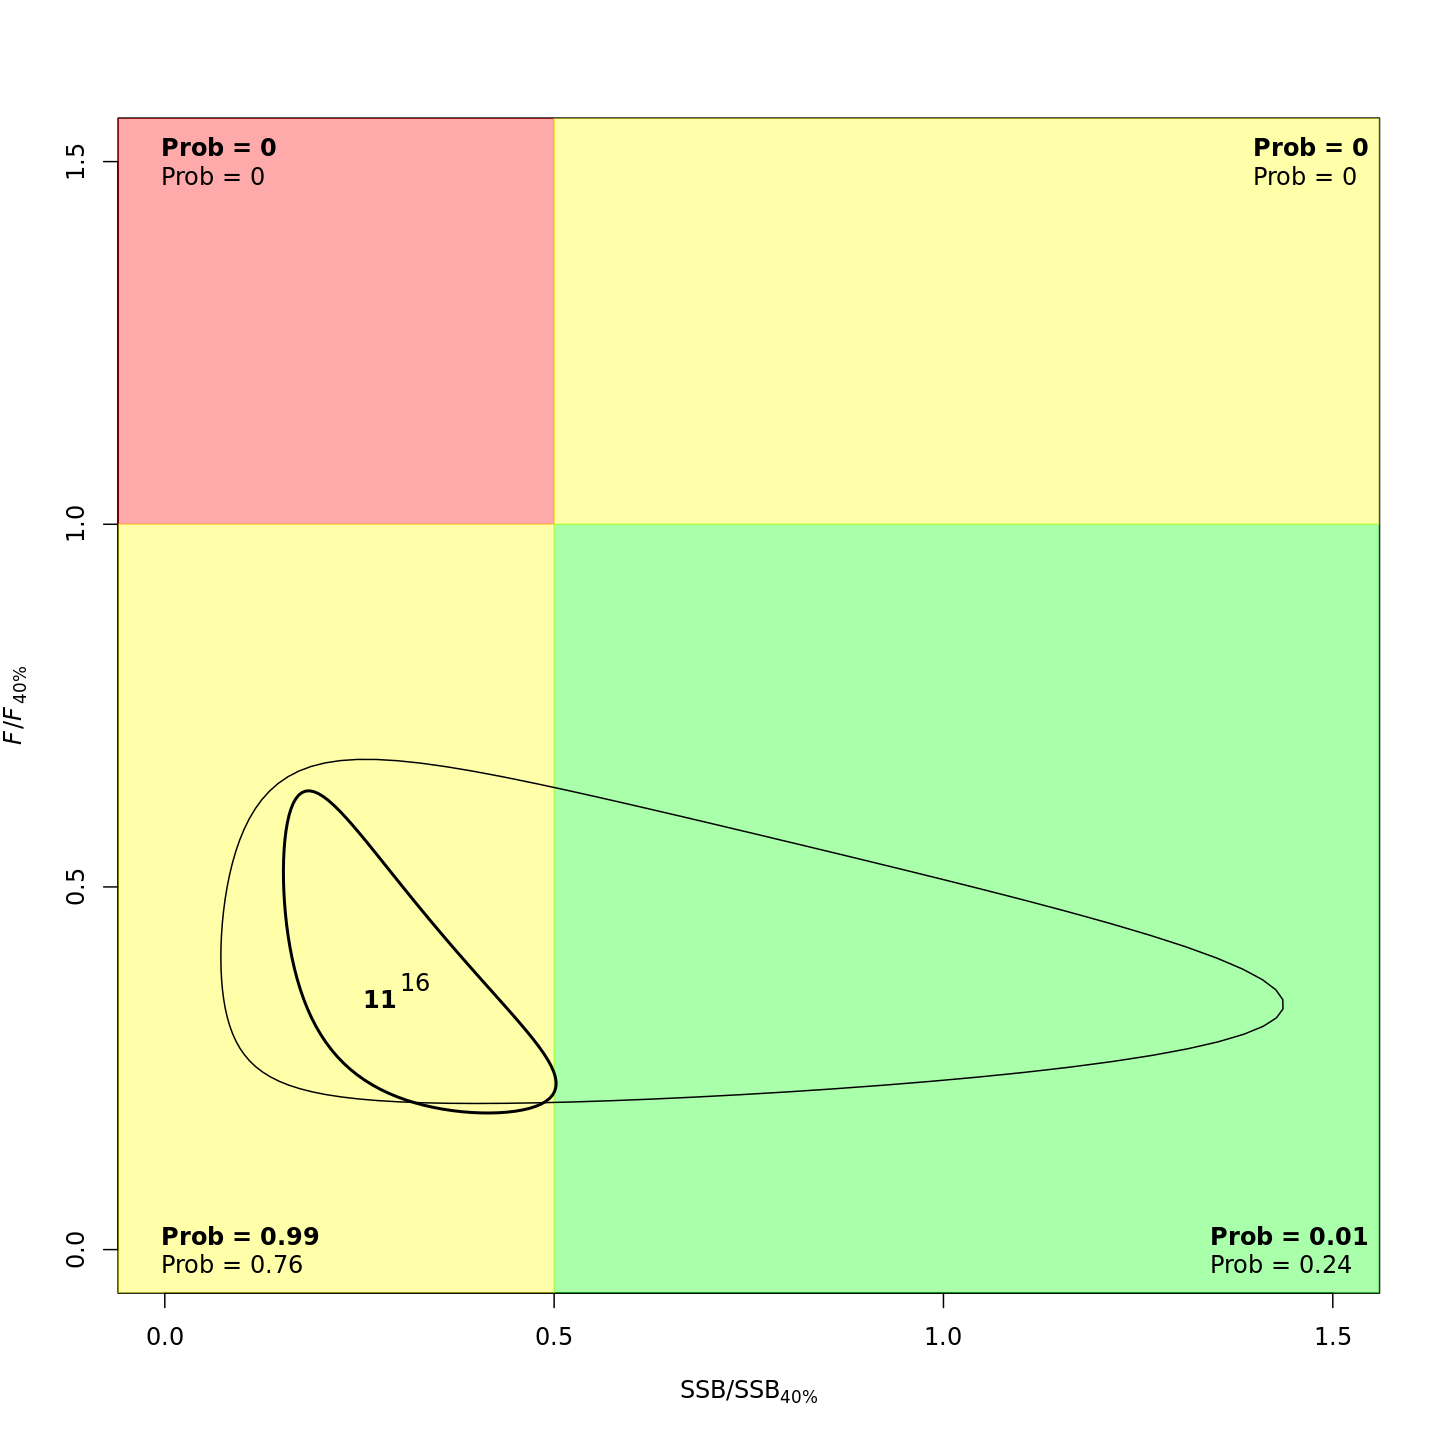 Prob = 0
Prob = 0
Prob = 0
Prob = 0
1.5
1.0
0.5
0.0
F/F40%
16
11
Prob = 0.99
Prob = 0.76
Prob = 0.01
Prob = 0.24
0.0
0.5
1.0
1.5
SSB/SSB40%